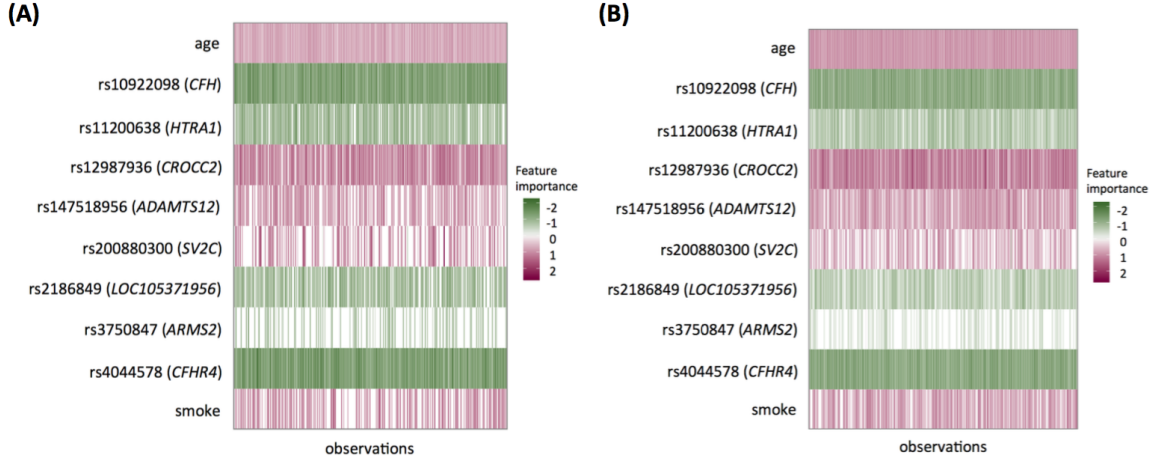 (A)
age
rs10922098 (CFH)
rs11200638 (HTRA1)
rs12987936 (CROCC2)
rs147518956 (ADAMTS12)
rs200880300 (SV2C)
rs2186849 (LOC105371956)
rs3750847 (ARMS2)
rs4044578 (CFHR4)
smoke
observations
Feature
importance
-2
-1
0
1
2
(B)
age
rs10922098 (CFH)
rs11200638 (HTRA1)
rs12987936 (CROCC2)
rs147518956 (ADAMTS12)
rs200880300 (SV2C)
rs2186849 (LOC105371956)
rs3750847 (ARMS2)
rs4044578 (CFHR4)
smoke
observations
Feature
importance
-2
-1
0
1
2